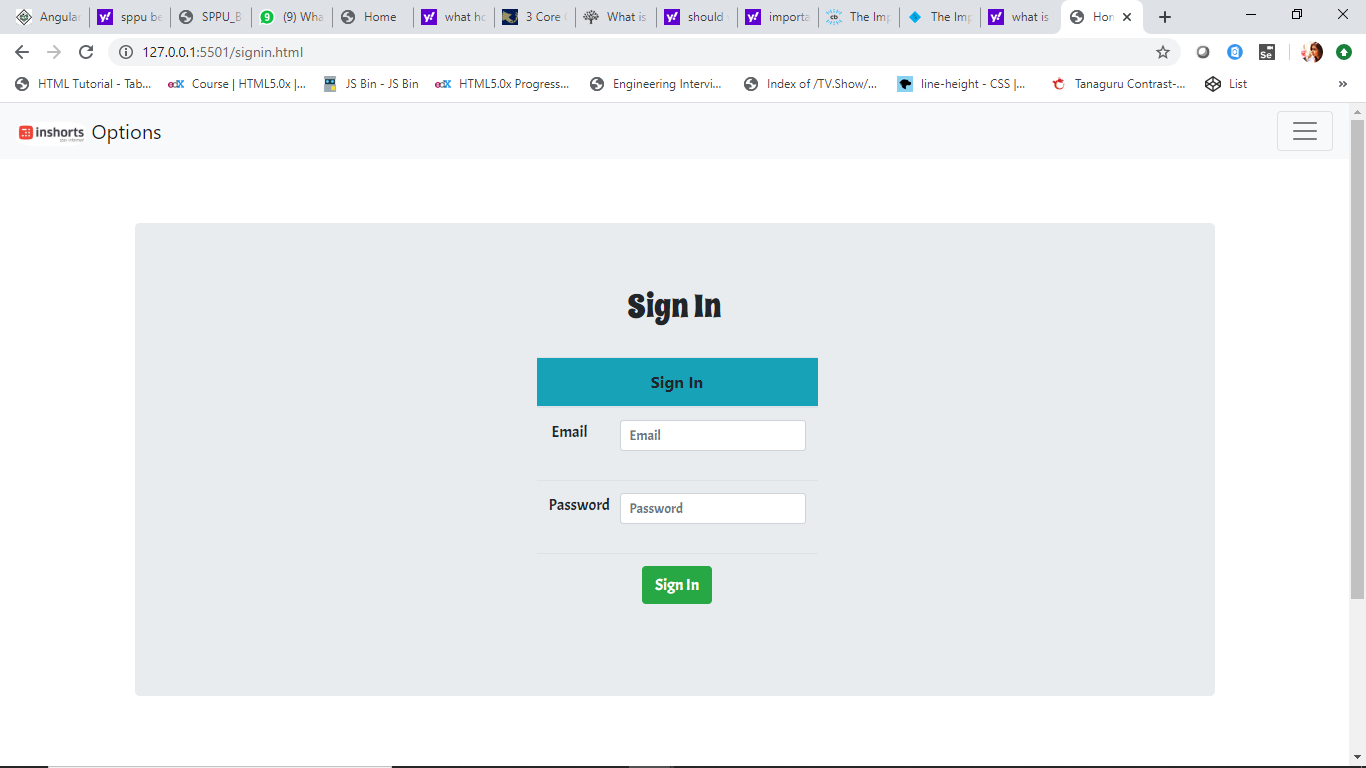 Angular sppu be SPPU_B (9) Wha Home what ho 3 Core What is should importa The Imp The Imp what is Hom
127.0.0.1:5501/signin.html
HTML Tutorial - Tab... Course | HTML5.0x |... JS Bin - JS Bin HTML5.0x Progress... Engineering Intervi... Index of /TV.Show/... line-height - CSS |... Tanaguru Contrast-... List »
inshorts Options
Sign In
Sign In
Email Email
Password Password
Sign In